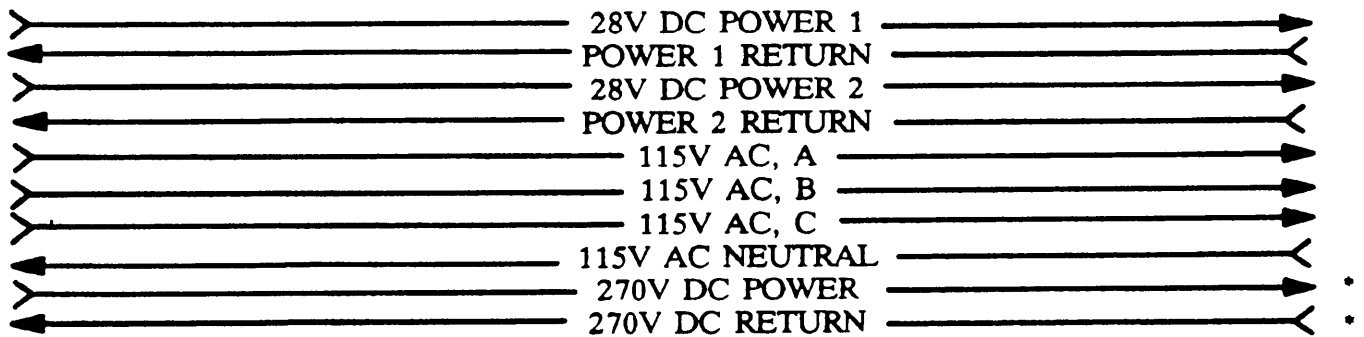 28V DC POWER 1
POWER 1 RETURN
28V DC POWER 2
POWER 2 RETURN
115V AC, A
115V AC, B
115V AC, C
115V AC NEUTRAL
270V DC POWER *
270V DC RETURN *